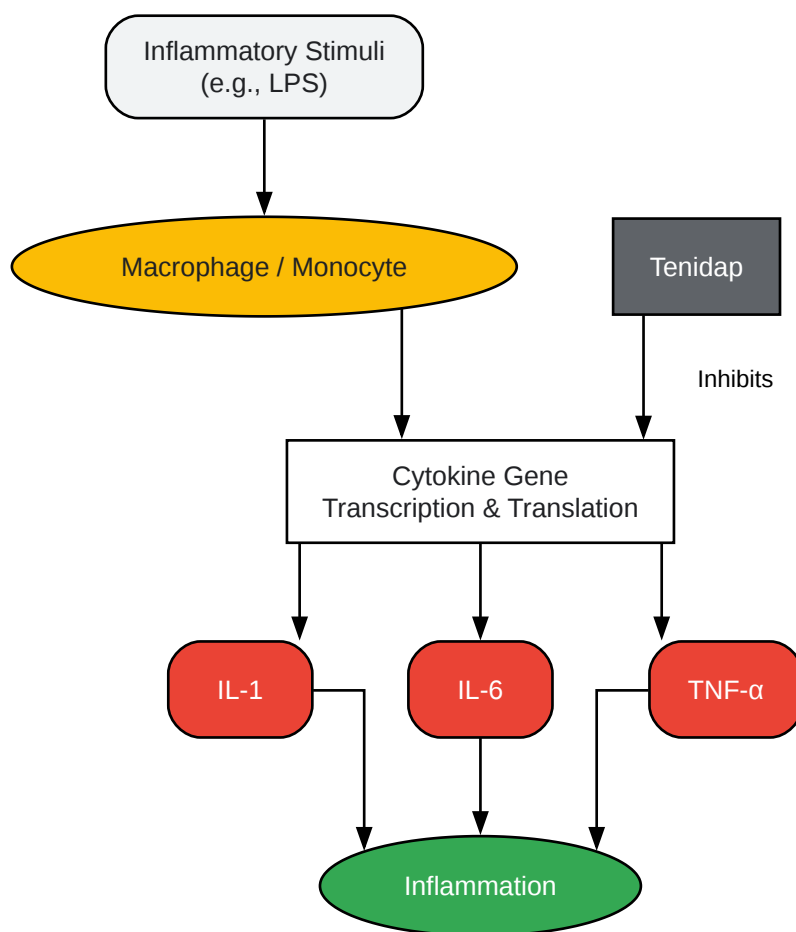 Inflammatory Stimuli
(e.g., LPS)
Macrophage / Monocyte
Tenidap
Inhibits
Cytokine Gene
Transcription & Translation
IL-1
IL-6
TNF-α
Inflammation